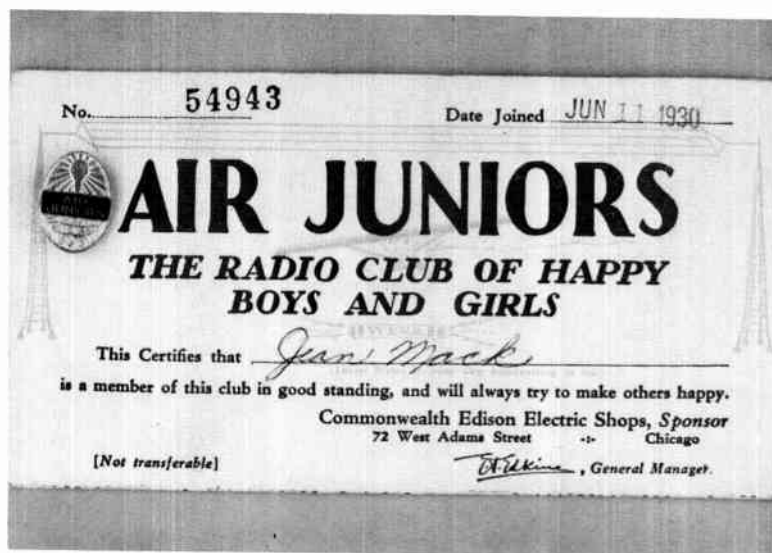 No. 54943 Date Joined JUN 11 1930
AIR JUNIORS
AIR JUNIORS
THE RADIO CLUB OF HAPPY
BOYS AND GIRLS
This Certifies that Jean Mack
is a member of this club in good standing, and will always try to make others happy.
Commonwealth Edison Electric Shops, Sponsor
72 West Adams Street -:- Chicago
[Not transferable] , General Manager.